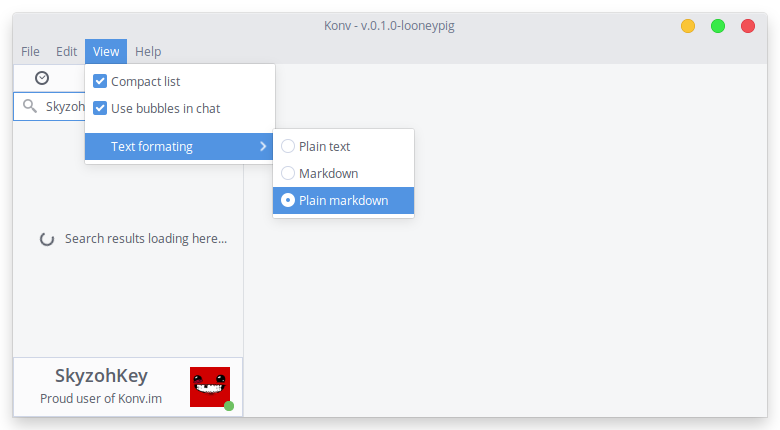 Konv - v.0.1.0-looneypig
File Edit View Help
Compact list
Skyzoh
Use bubbles in chat
Text formating
Plain text
Markdown
Plain markdown
Search results loading here...
SkyzohKey
Proud user of Konv.im